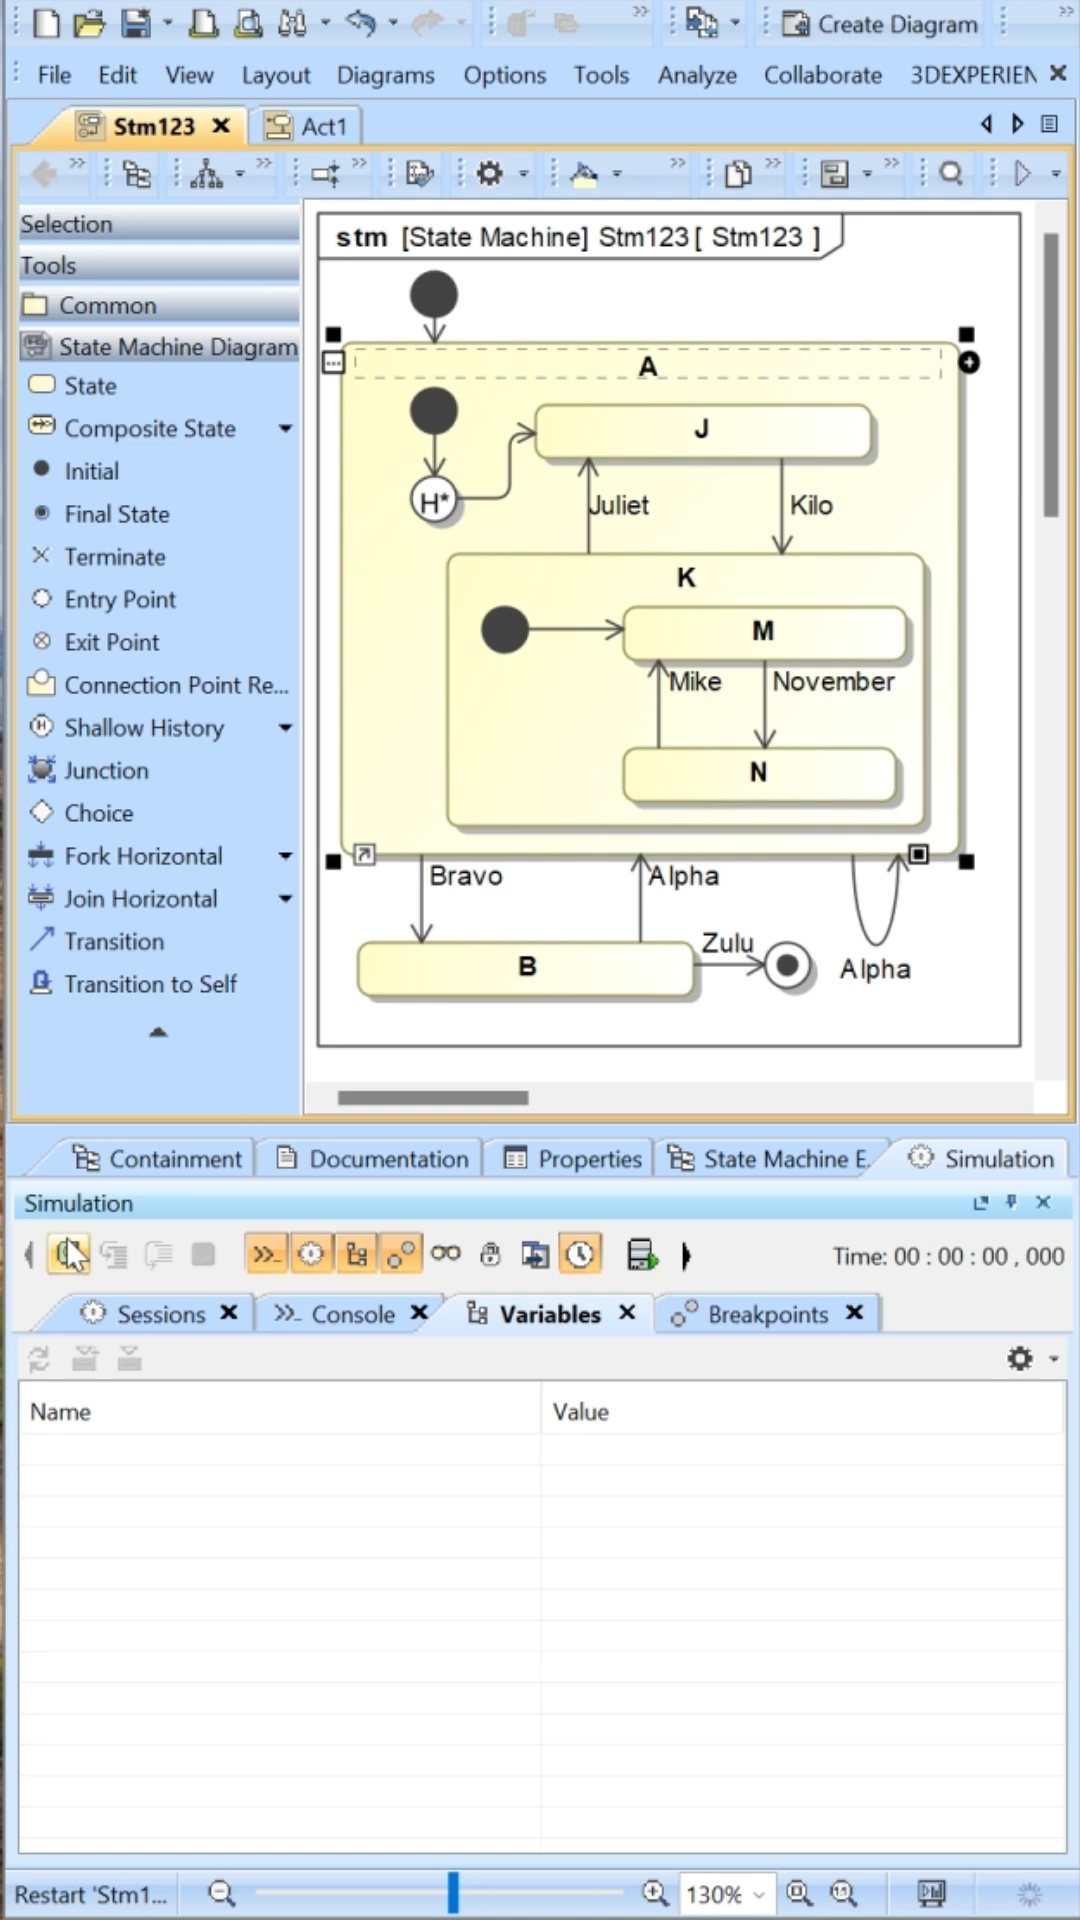 Create Diagram
File Edit View Layout Diagrams Options Tools Analyze Collaborate 3DEXPERIEN
Stm123 Act1
Selection
Tools
Common
State Machine Diagram
State
Composite State
Initial
Final State
Terminate
Entry Point
Exit Point
Connection Point Re...
Shallow History
Junction
Choice
Fork Horizontal
Join Horizontal
Transition
Transition to Self
stm [State Machine] Stm123 [ Stm123 ]
A
J
H*
Juliet Kilo
K
M
Mike November
N
Bravo Alpha
B Zulu Alpha
Containment Documentation Properties State Machine E. Simulation
Simulation
Time: 00 : 00 : 00 , 000
Sessions Console Variables Breakpoints
Name Value
Restart 'Stm1... 130%